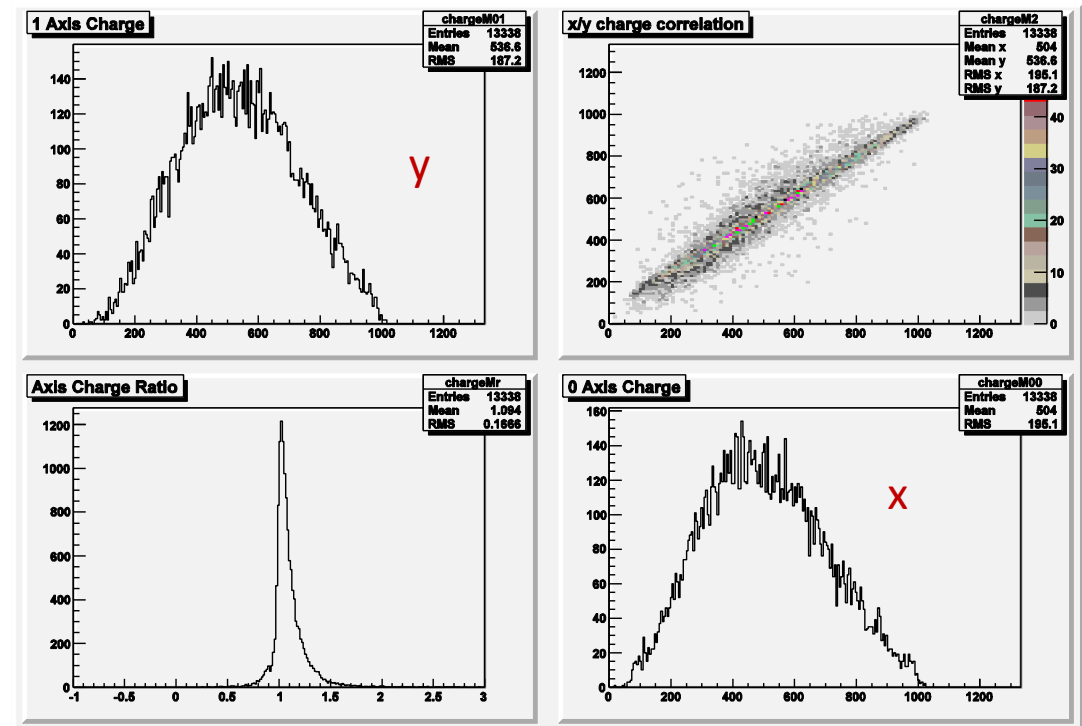 1 Axis Charge
chargeM01
Entries 13338
Mean 536.6
RMS 187.2
140
120
100
80
60
40
20
0
0 200 400 600 800 1000 1200
y
x/y charge correlation
chargeM2
Entries 13338
Mean x 504
Mean y 536.6
RMS x 195.1
RMS y 187.2
1200
1000
800
600
400
200
0
0 200 400 600 800 1000 1200
40
30
20
10
0
Axis Charge Ratio
chargeMr
Entries 13338
Mean 1.094
RMS 0.1666
1200
1000
800
600
400
200
0
-1 -0.5 0 0.5 1 1.5 2 2.5 3
0 Axis Charge
chargeM00
Entries 13338
Mean 504
RMS 195.1
160
140
120
100
80
60
40
20
0
0 200 400 600 800 1000 1200
x